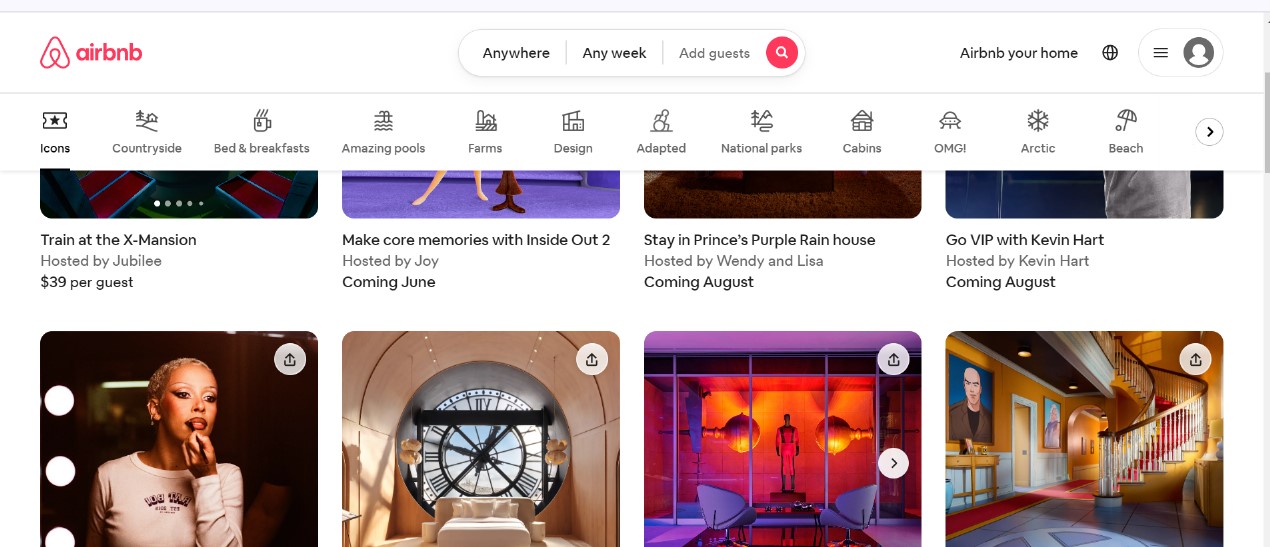 airbnb
Anywhere Any week Add guests
Airbnb your home
Icons Countryside Bed & breakfasts Amazing pools Farms Design Adapted National parks Cabins OMG! Arctic Beach
Train at the X-Mansion
Hosted by Jubilee
$39 per guest
Make core memories with Inside Out 2
Hosted by Joy
Coming June
Stay in Prince’s Purple Rain house
Hosted by Wendy and Lisa
Coming August
Go VIP with Kevin Hart
Hosted by Kevin Hart
Coming August